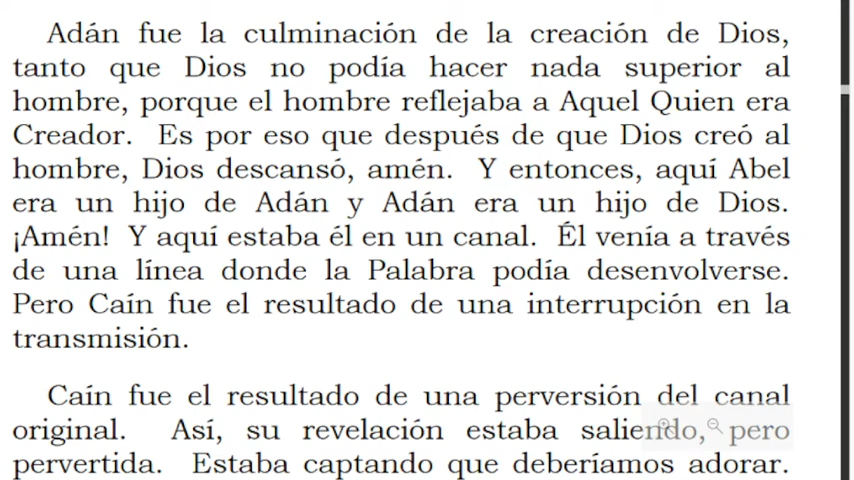 Adán fue la culminación de la creación de Dios,
tanto que Dios no podía hacer nada superior al
hombre, porque el hombre reflejaba a Aquel Quien era
Creador. Es por eso que después de que Dios creó al
hombre, Dios descansó, amén. Y entonces, aquí Abel
era un hijo de Adán y Adán era un hijo de Dios.
¡Amén! Y aquí estaba él en un canal. Él venía a través
de una línea donde la Palabra podía desenvolverse.
Pero Caín fue el resultado de una interrupción en la
transmisión.
Caín fue el resultado de una perversión del canal
original. Así, su revelación estaba saliendo, pero
pervertida. Estaba captando que deberíamos adorar.